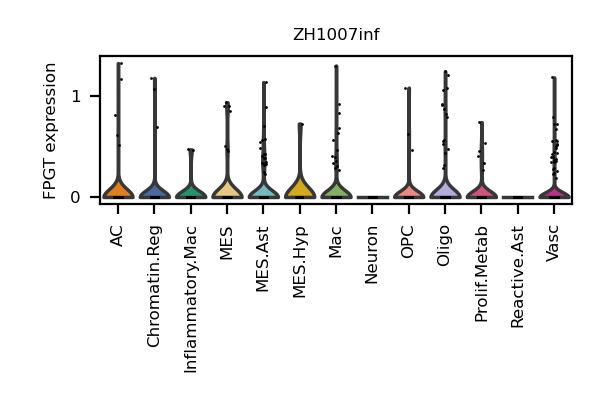 ZH1007inf
FPGT expression
1
0
AC
Chromatin.Reg
Inflammatory.Mac
MES
MES.Ast
MES.Hyp
Mac
Neuron
OPC
Oligo
Prolif.Metab
Reactive.Ast
Vasc